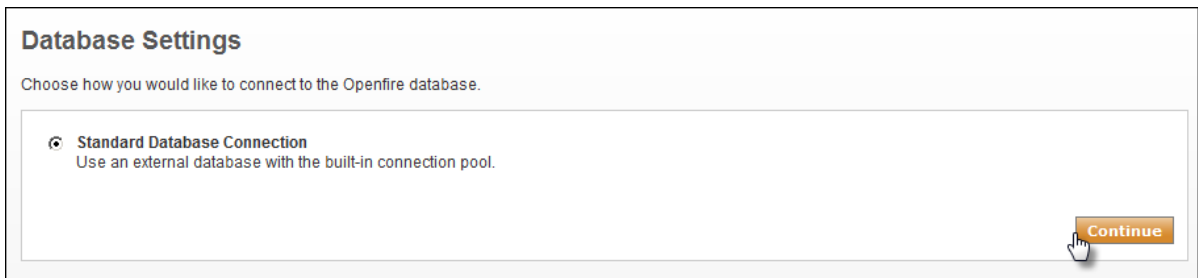 Database Settings
Choose how you would like to connect to the Openfire database.
Standard Database Connection
Use an external database with the built-in connection pool.
Continue